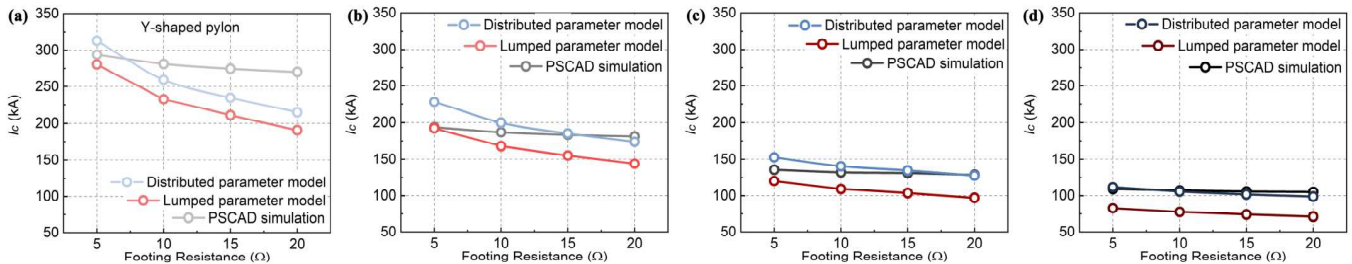 (a)
Y-shaped pylon
350
300
250
200
150
100
50
ic (kA)
Distributed parameter model
Lumped parameter model
PSCAD simulation
5 10 15 20
Footing Resistance (Ω)
(b)
350
300
250
200
150
100
50
ic (kA)
Distributed parameter model
Lumped parameter model
PSCAD simulation
5 10 15 20
Footing Resistance (Ω)
(c)
350
300
250
200
150
100
50
ic (kA)
Distributed parameter model
Lumped parameter model
PSCAD simulation
5 10 15 20
Footing Resistance (Ω)
(d)
350
300
250
200
150
100
50
ic (kA)
Distributed parameter model
Lumped parameter model
PSCAD simulation
5 10 15 20
Footing Resistance (Ω)